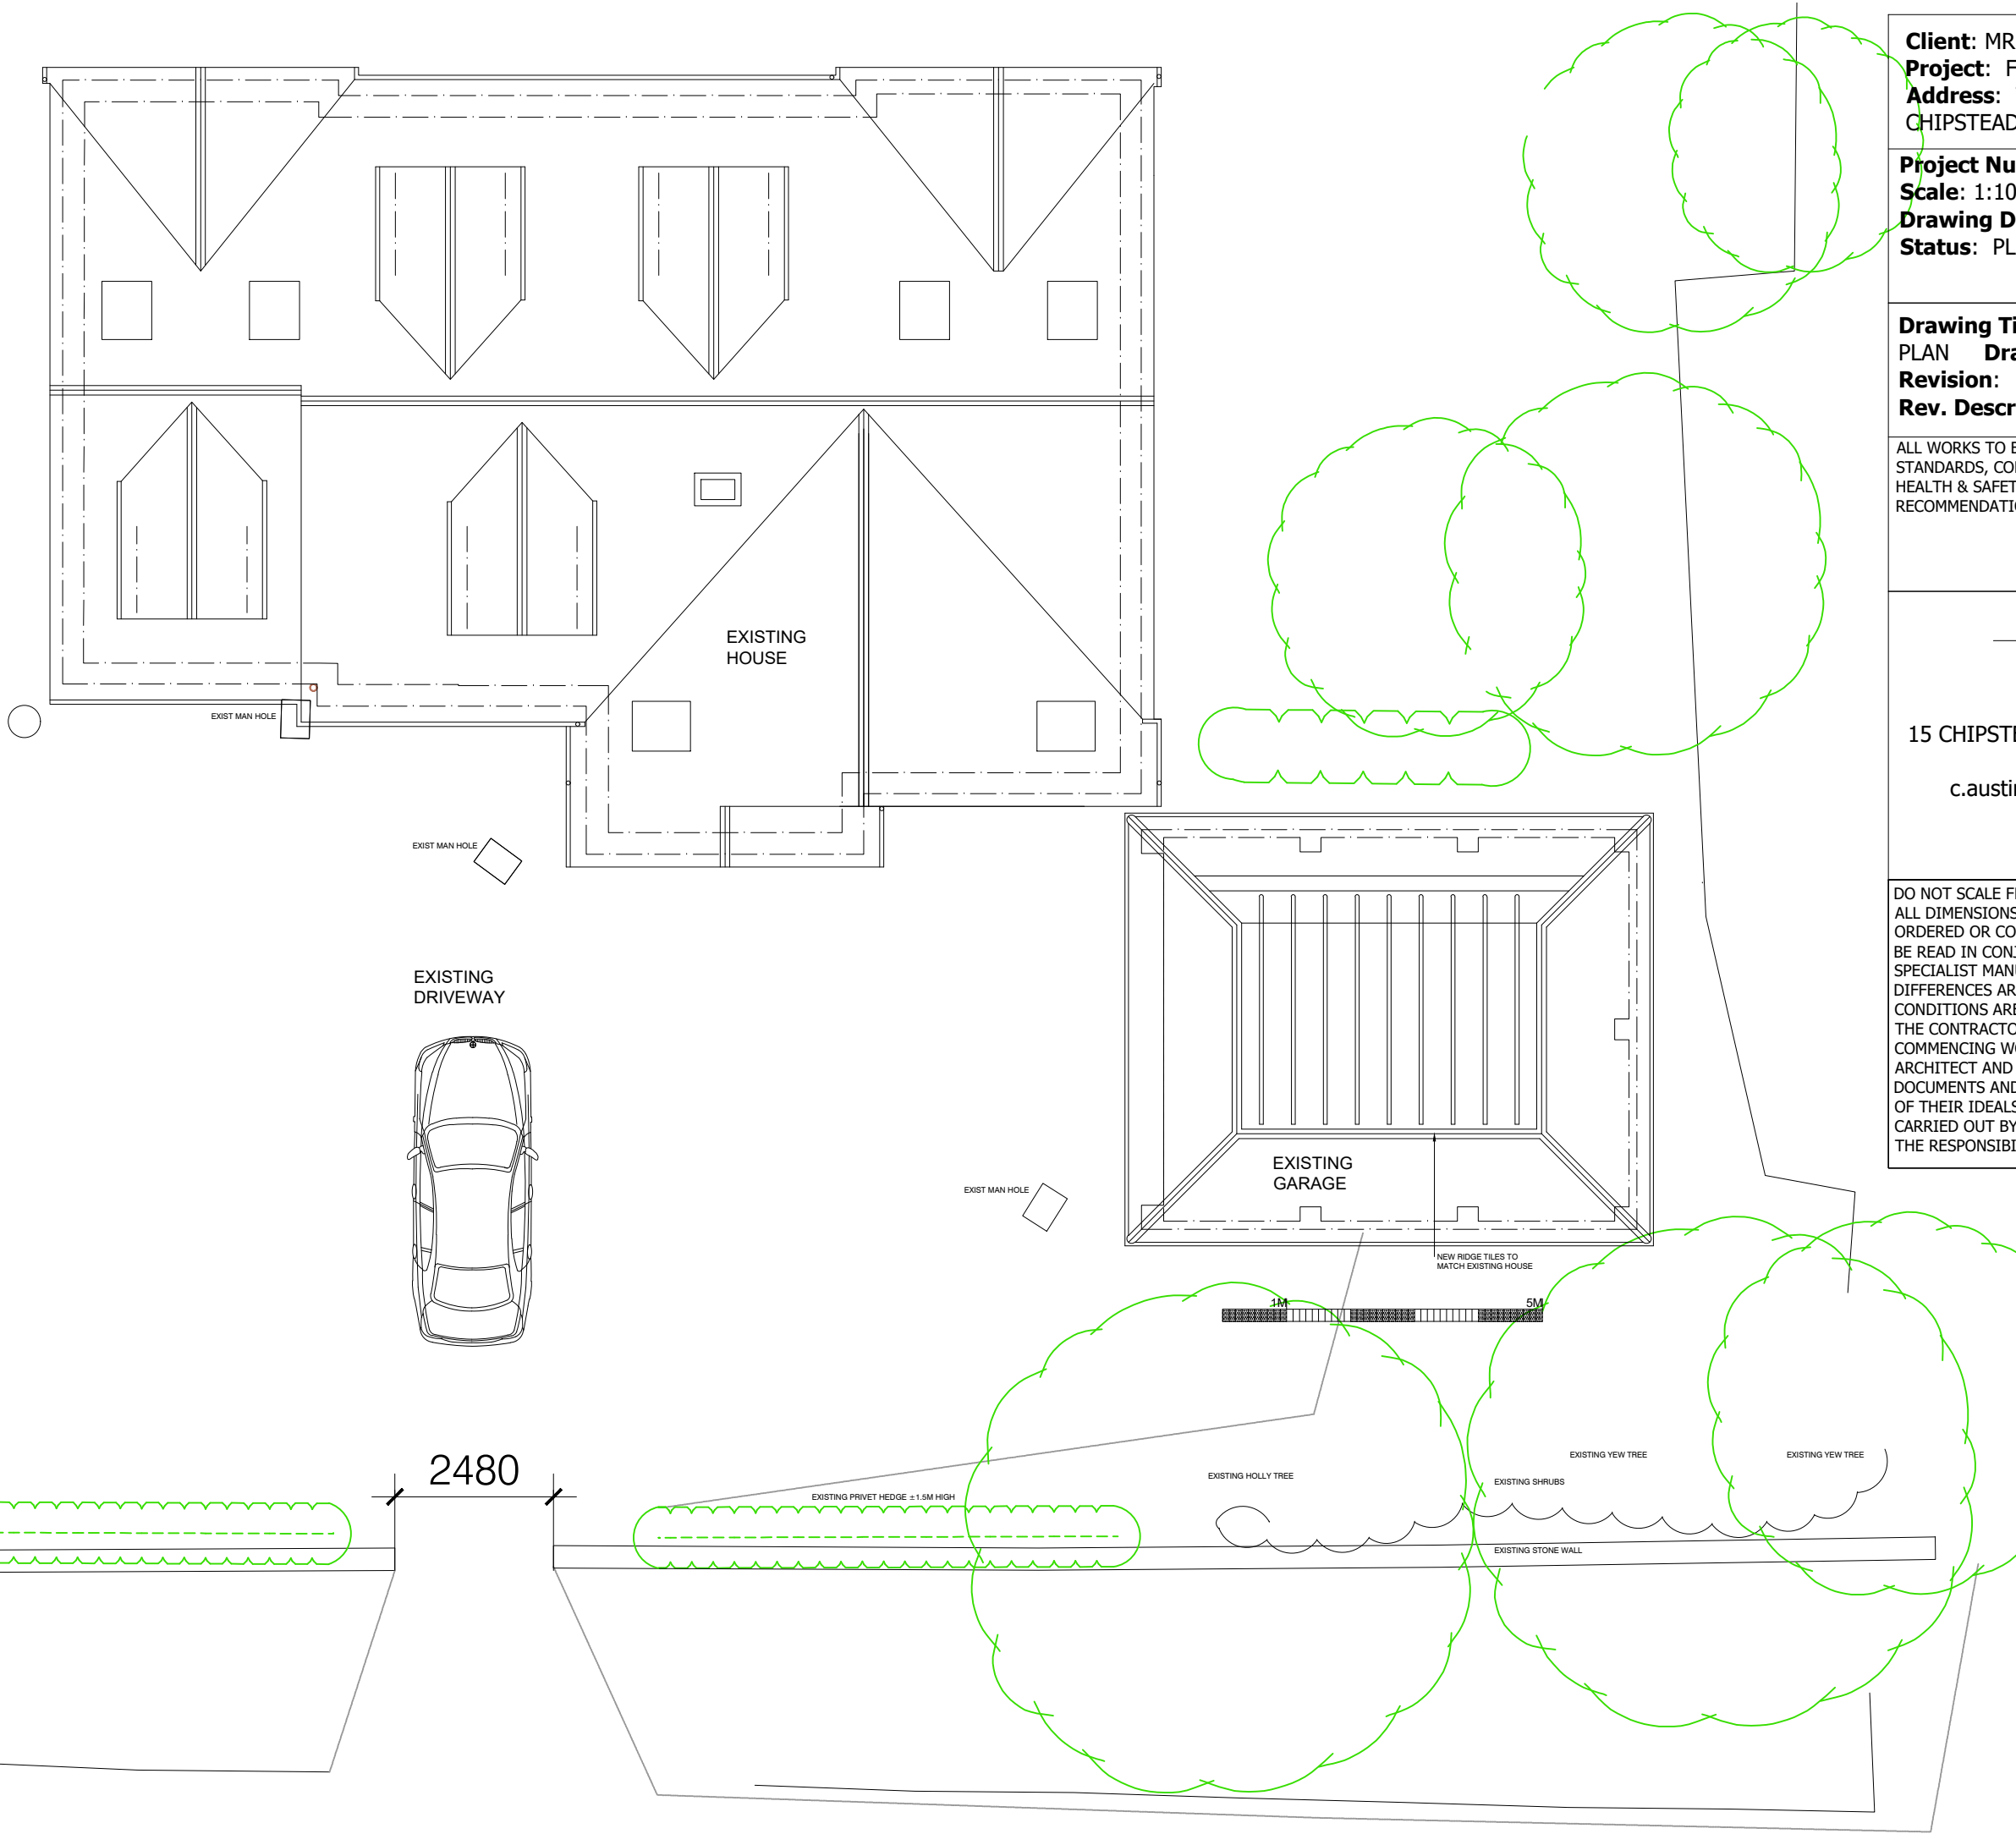 Client: MR
Project: F
Address:
CHIPSTEAD
Project Nu
Scale: 1:10
Drawing D
Status: PL
Drawing Ti
PLAN Dra
Revision:
Rev. Descr
ALL WORKS TO B
STANDARDS, CO
HEALTH & SAFET
RECOMMENDATI
15 CHIPSTE
c.austin
DO NOT SCALE F
ALL DIMENSIONS
ORDERED OR CO
BE READ IN CON
SPECIALIST MAN
DIFFERENCES AR
CONDITIONS ARE
THE CONTRACTO
COMMENCING W
ARCHITECT AND
DOCUMENTS AND
OF THEIR IDEALS
CARRIED OUT BY
THE RESPONSIBI
EXISTING
HOUSE
EXIST MAN HOLE
EXIST MAN HOLE
EXISTING
DRIVEWAY
EXIST MAN HOLE
EXISTING
GARAGE
NEW RIDGE TILES TO
MATCH EXISTING HOUSE
1M 5M
2480
EXISTING PRIVET HEDGE ±1.5M HIGH
EXISTING HOLLY TREE
EXISTING SHRUBS
EXISTING YEW TREE
EXISTING YEW TREE
EXISTING STONE WALL